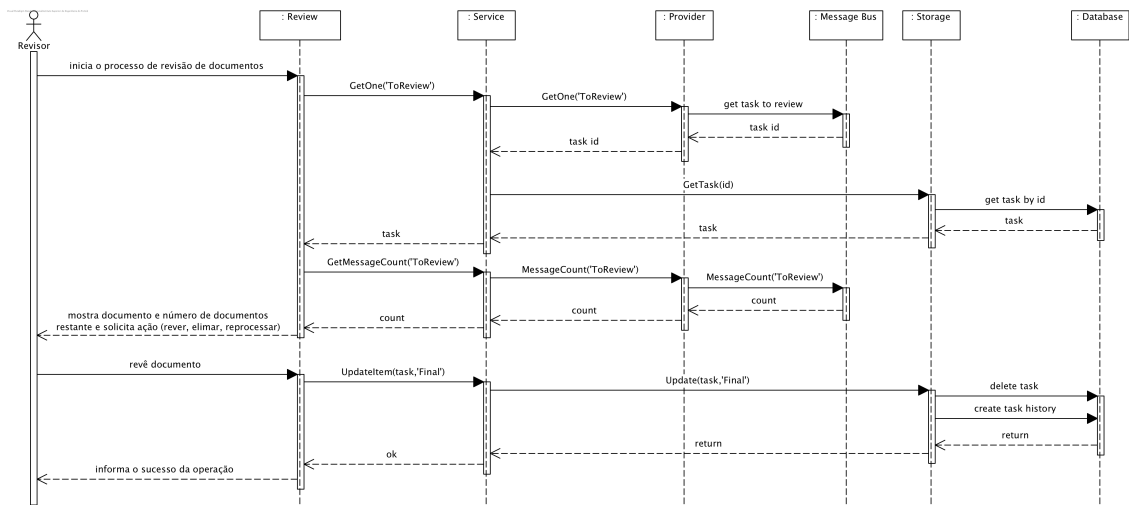 : Review
: Service
: Provider
: Message Bus
: Storage
: Database
Revisor
inicia o processo de revisão de documentos
GetOne('ToReview')
GetOne('ToReview')
get task to review
task id
task id
GetTask(id)
get task by id
task
task
task
GetMessageCount('ToReview')
MessageCount('ToReview')
MessageCount('ToReview')
count
count
count
mostra documento e número de documentos
restante e solicita ação (rever, elimar, reprocessar)
revê documento
UpdateItem(task,'Final')
Update(task,'Final')
delete task
create task history
return
return
ok
informa o sucesso da operação